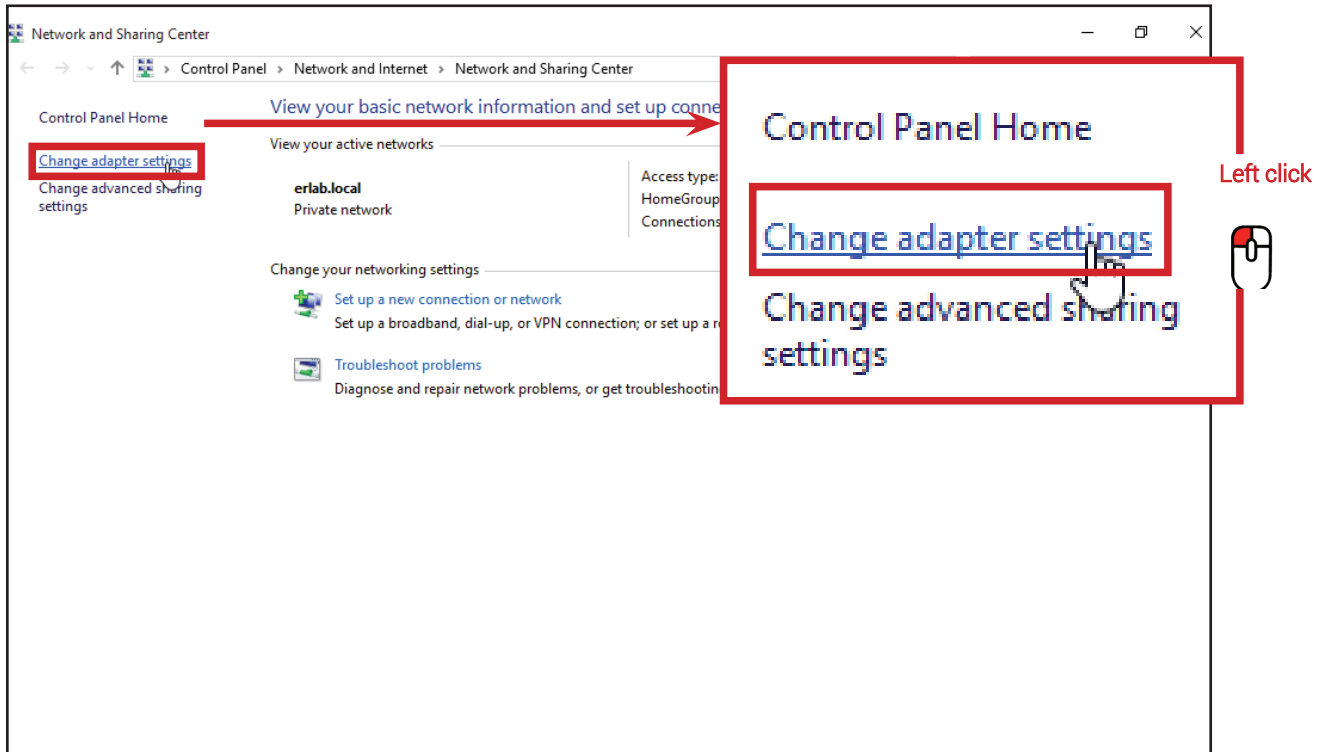 Network and Sharing Center
Control Panel > Network and Internet > Network and Sharing Center
Control Panel Home
Change adapter settings
Change advanced sharing
settings
View your basic network information and set up conne
View your active networks
erlab.local
Private network
Access type:
HomeGroup
Connections
Change your networking settings
Set up a new connection or network
Set up a broadband, dial-up, or VPN connection; or set up a r
Troubleshoot problems
Diagnose and repair network problems, or get troubleshootin
Control Panel Home
Change adapter settings
Change advanced sharing
settings
Left click